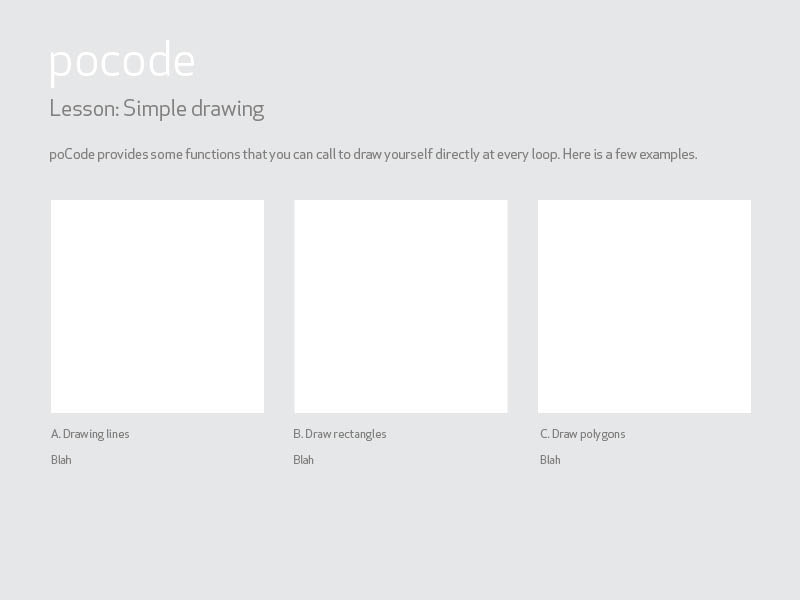 pocode
Lesson: Simple drawing
poCode provides some functions that you can call to draw yourself directly at every loop. Here is a few examples.
A. Drawing lines
B. Draw rectangles
C. Draw polygons
Blah
Blah
Blah